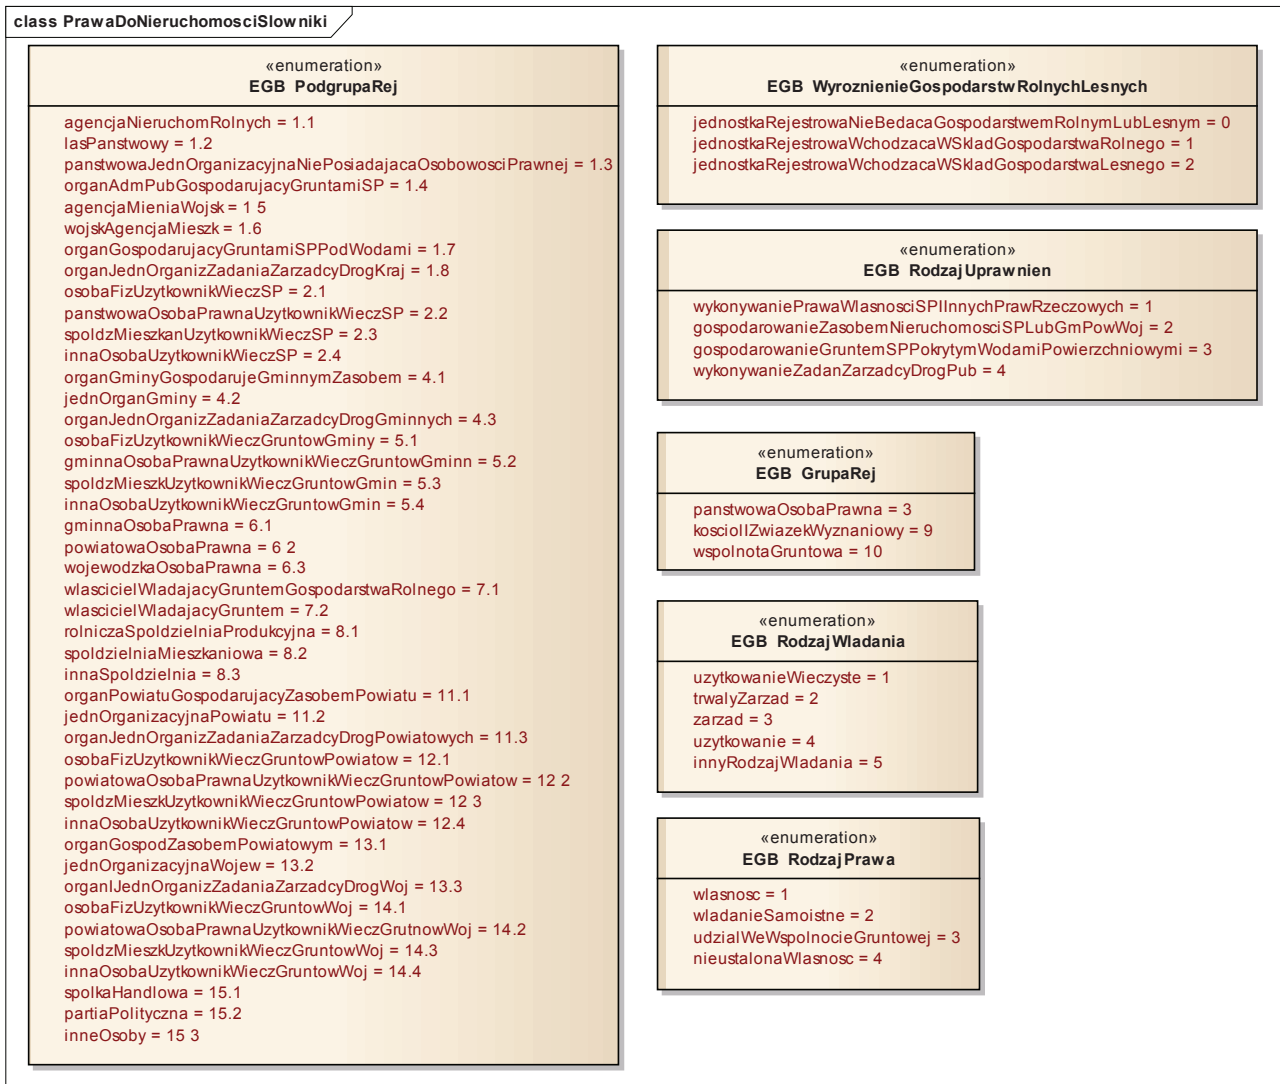 class PrawaDoNieruchomosciSlowniki
«enumeration»
EGB_PodgrupaRej
agencjaNieruchomRolnych = 1.1
lasPanstwowy = 1.2
panstwowaJednOrganizacyjnaNiePosiadajacaOsobowosciPrawnej = 1.3
organAdmPubGospodarujacyGruntamiSP = 1.4
agencjaMieniaWojsk = 1 5
wojskAgencjaMieszk = 1.6
organGospodarujacyGruntamiSPPodWodami = 1.7
organJednOrganizZadaniaZarzadcyDrogKraj = 1.8
osobaFizUzytkownikWieczSP = 2.1
panstwowaOsobaPrawnaUzytkownikWieczSP = 2.2
spoldzMieszkanUzytkownikWieczSP = 2.3
innaOsobaUzytkownikWieczSP = 2.4
organGminyGospodarujeGminnymZasobem = 4.1
jednOrganGminy = 4.2
organJednOrganizZadaniaZarzadcyDrogGminnych = 4.3
osobaFizUzytkownikWieczGruntowGminy = 5.1
gminnaOsobaPrawnaUzytkownikWieczGruntowGminn = 5.2
spoldzMieszkUzytkownikWieczGruntowGmin = 5.3
innaOsobaUzytkownikWieczGruntowGmin = 5.4
gminnaOsobaPrawna = 6.1
powiatowaOsobaPrawna = 6 2
wojewodzkaOsobaPrawna = 6.3
wlascicielWladajacyGruntemGospodarstwaRolnego = 7.1
wlascicielWladajacyGruntem = 7.2
rolniczaSpoldzielniaProdukcyjna = 8.1
spoldzielniaMieszkaniowa = 8.2
innaSpoldzielnia = 8.3
organPowiatuGospodarujacyZasobemPowiatu = 11.1
jednOrganizacyjnaPowiatu = 11.2
organJednOrganizZadaniaZarzadcyDrogPowiatowych = 11.3
osobaFizUzytkownikWieczGruntowPowiatow = 12.1
powiatowaOsobaPrawnaUzytkownikWieczGruntowPowiatow = 12 2
spoldzMieszkUzytkownikWieczGruntowPowiatow = 12 3
innaOsobaUzytkownikWieczGruntowPowiatow = 12.4
organGospodZasobemPowiatowym = 13.1
jednOrganizacyjnaWojew = 13.2
organIJednOrganizZadaniaZarzadcyDrogWoj = 13.3
osobaFizUzytkownikWieczGruntowWoj = 14.1
powiatowaOsobaPrawnaUzytkownikWieczGrutnowWoj = 14.2
spoldzMieszkUzytkownikWieczGruntowWoj = 14.3
innaOsobaUzytkownikWieczGruntowWoj = 14.4
spolkaHandlowa = 15.1
partiaPolityczna = 15.2
inneOsoby = 15 3
«enumeration»
EGB_WyroznienieGospodarstwRolnychLesnych
jednostkaRejestrowaNieBedacaGospodarstwemRolnymLubLesnym = 0
jednostkaRejestrowaWchodzacaWSkladGospodarstwaRolnego = 1
jednostkaRejestrowaWchodzacaWSkladGospodarstwaLesnego = 2
«enumeration»
EGB_RodzajUprawnien
wykonywaniePrawaWlasnosciSPIInnychPrawRzeczowych = 1
gospodarowanieZasobemNieruchomosciSPLubGmPowWoj = 2
gospodarowanieGruntemSPPokrytymWodamiPowierzchniowymi = 3
wykonywanieZadanZarzadcyDrogPub = 4
«enumeration»
EGB_GrupaRej
panstwowaOsobaPrawna = 3
kosciolIZwiazekWyznaniowy = 9
wspolnotaGruntowa = 10
«enumeration»
EGB_RodzajWladania
uzytkowanieWieczyste = 1
trwalyZarzad = 2
zarzad = 3
uzytkowanie = 4
innyRodzajWladania = 5
«enumeration»
EGB_RodzajPrawa
wlasnosc = 1
wladanieSamoistne = 2
udzialWeWspolnocieGruntowej = 3
nieustalonaWlasnosc = 4